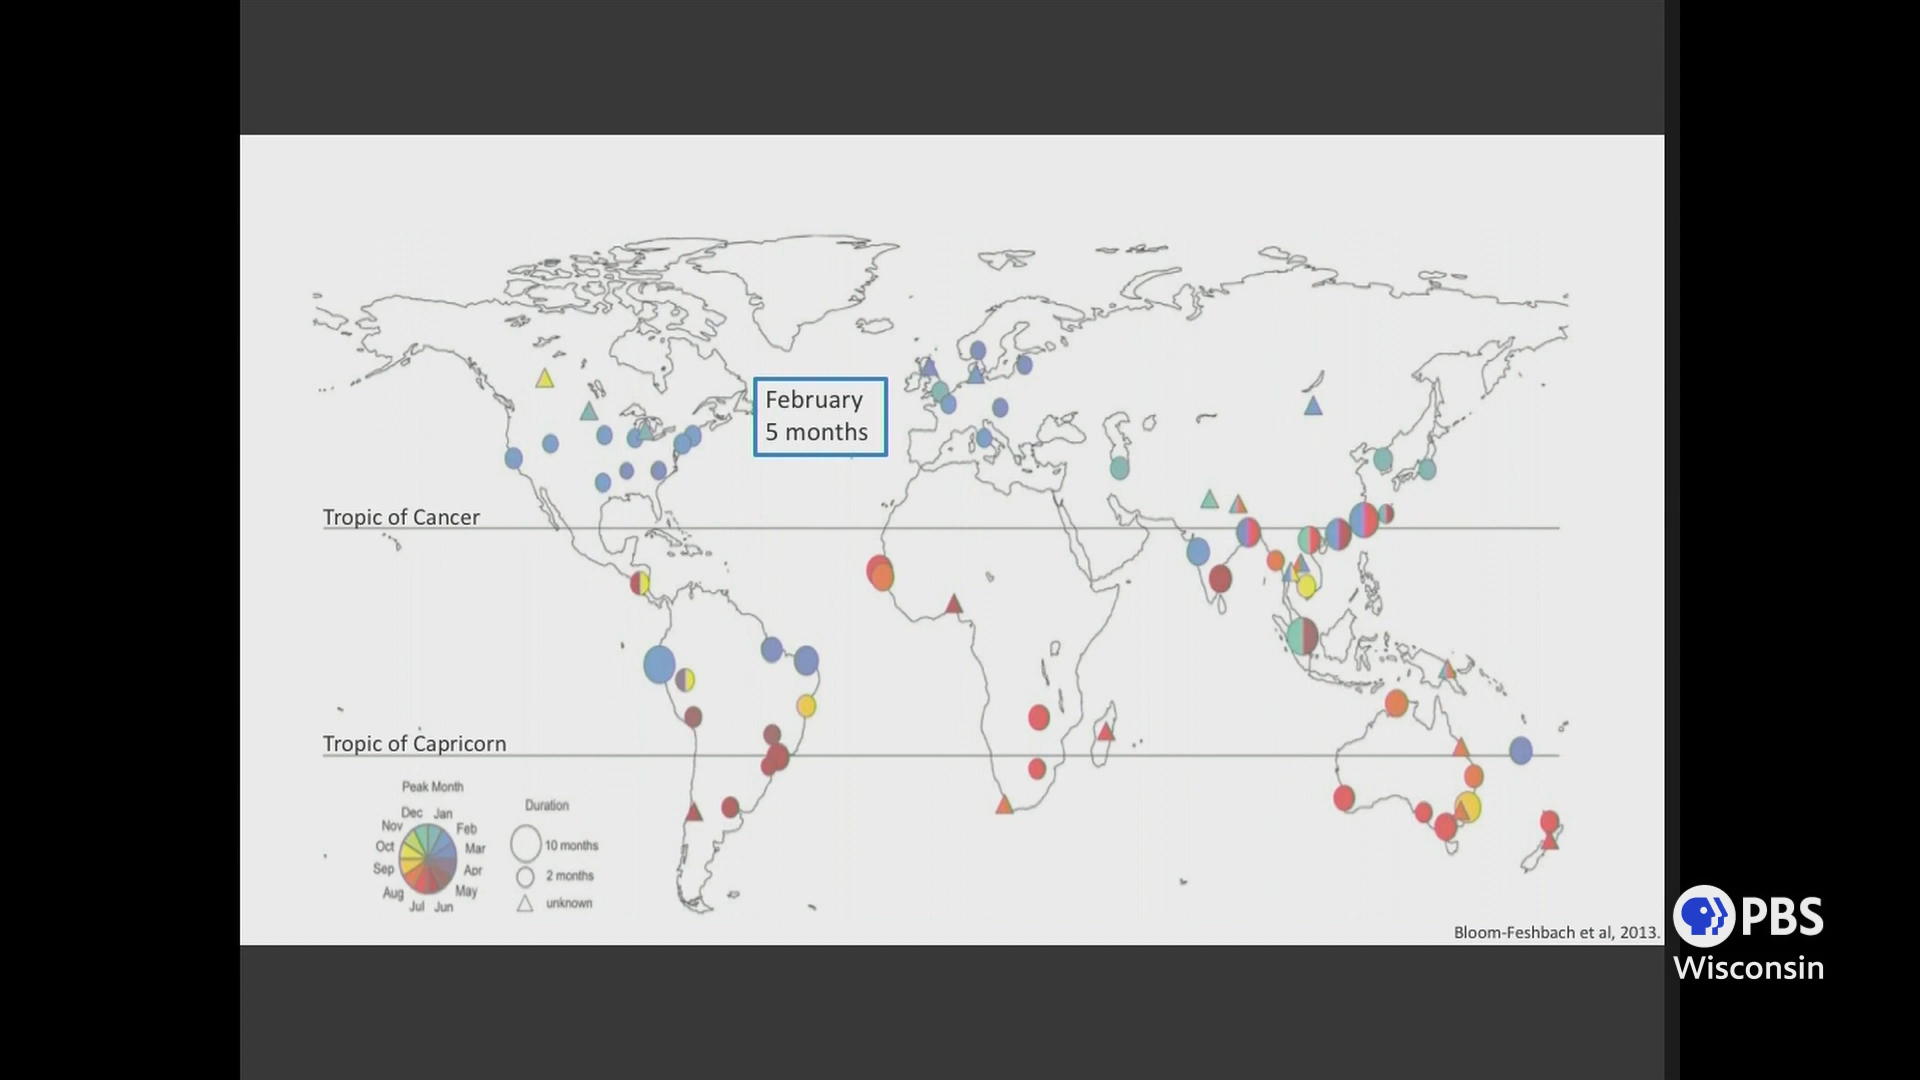 February
5 months
Tropic of Cancer
Tropic of Capricorn
Peak Month
Dec Jan
Nov Feb
Oct Mar
Sep Apr
Aug May
Jul Jun
Duration
10 months
2 months
unknown
Bloom-Feshbach et al, 2013.
PBS
Wisconsin